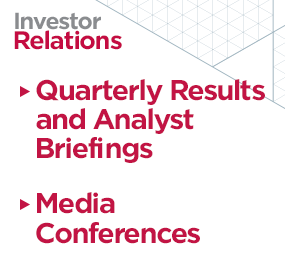 Investor
Relations
Quarterly Results
and Analyst
Briefings
Media
Conferences